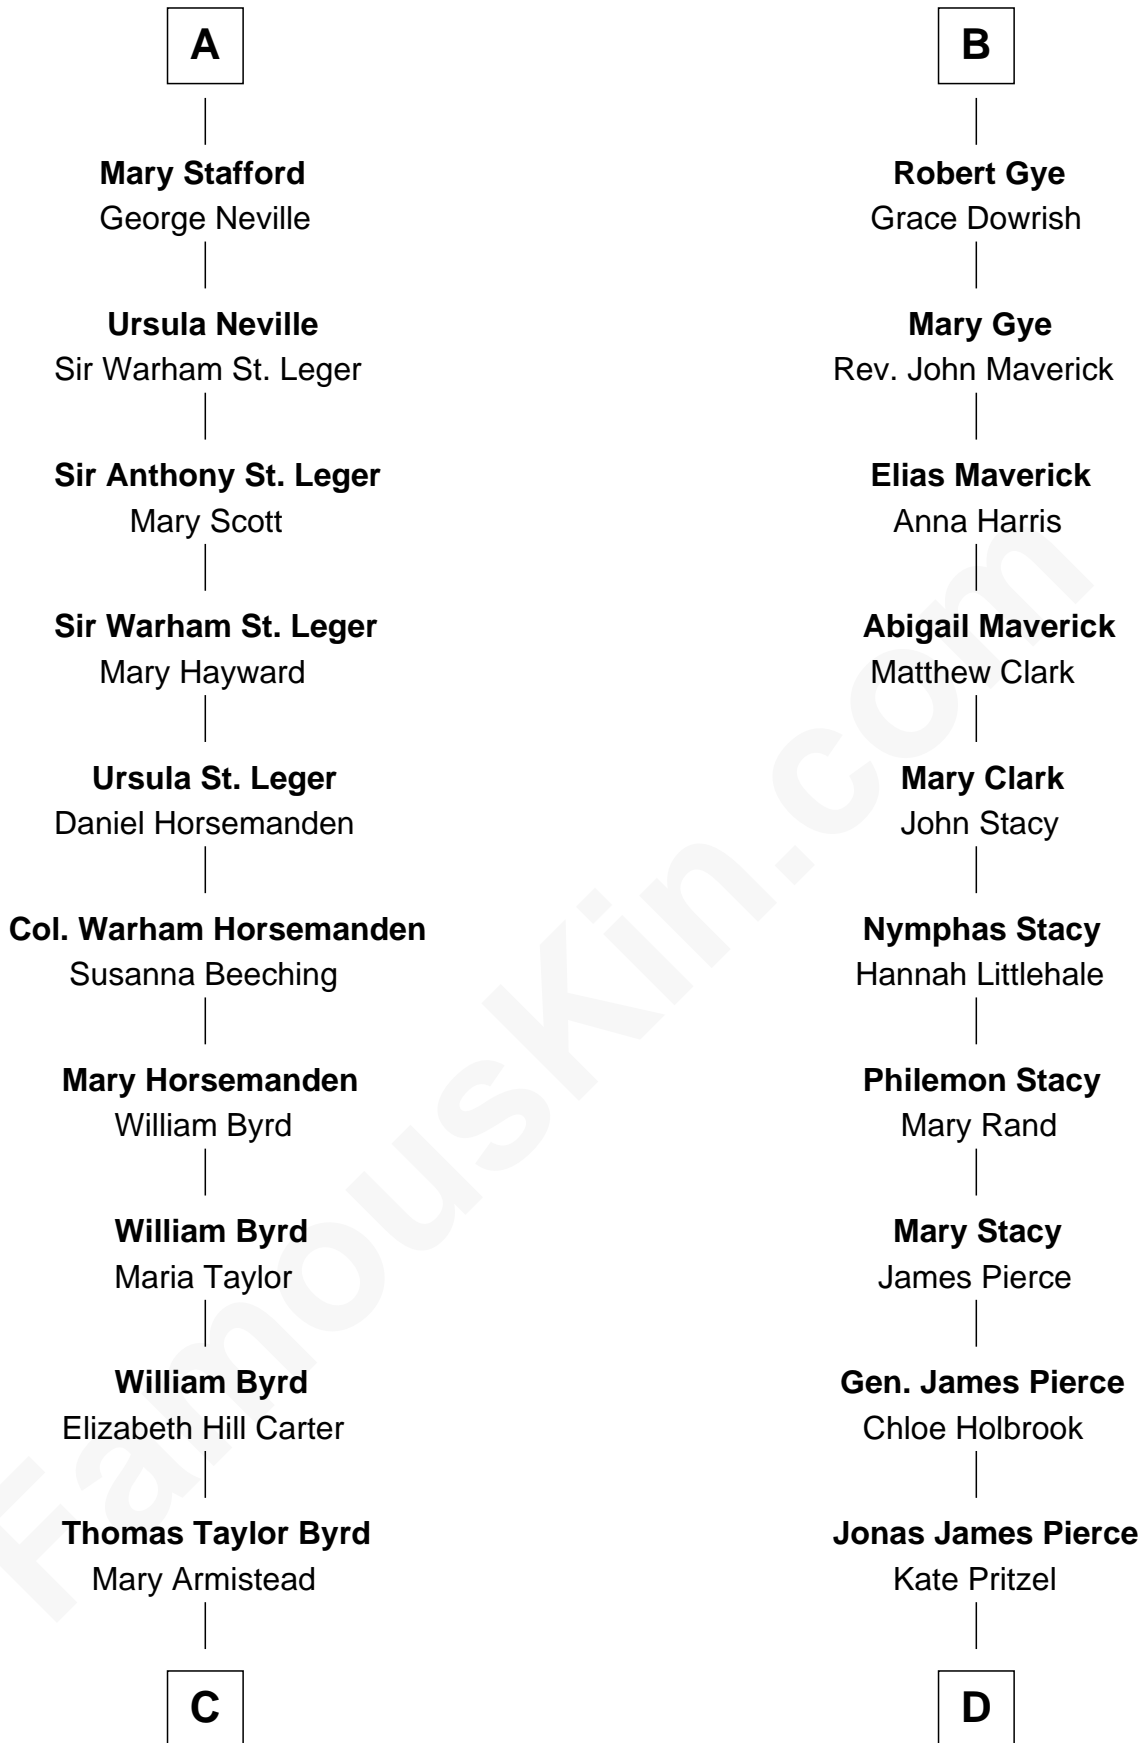 A
Mary Stafford
George Neville
Ursula Neville
Sir Warham St. Leger
Sir Anthony St. Leger
Mary Scott
Sir Warham St. Leger
Mary Hayward
Ursula St. Leger
Daniel Horsemanden
Col. Warham Horsemanden
Susanna Beeching
Mary Horsemanden
William Byrd
William Byrd
Maria Taylor
William Byrd
Elizabeth Hill Carter
Thomas Taylor Byrd
Mary Armistead
C
B
Robert Gye
Grace Dowrish
Mary Gye
Rev. John Maverick
Elias Maverick
Anna Harris
Abigail Maverick
Matthew Clark
Mary Clark
John Stacy
Nymphas Stacy
Hannah Littlehale
Philemon Stacy
Mary Rand
Mary Stacy
James Pierce
Gen. James Pierce
Chloe Holbrook
Jonas James Pierce
Kate Pritzel
D
FamousKin.com